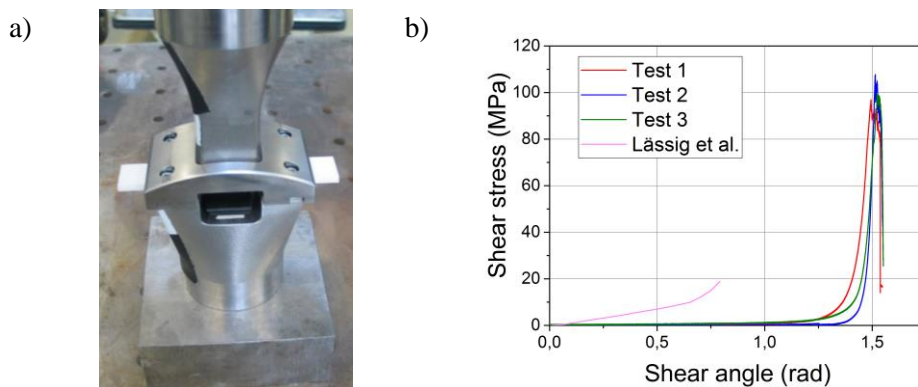 a)
b)
120
100
80
60
40
20
0
Shear stress (MPa)
Test 1
Test 2
Test 3
Lässig et al.
0,0
0,5
1,0
1,5
Shear angle (rad)